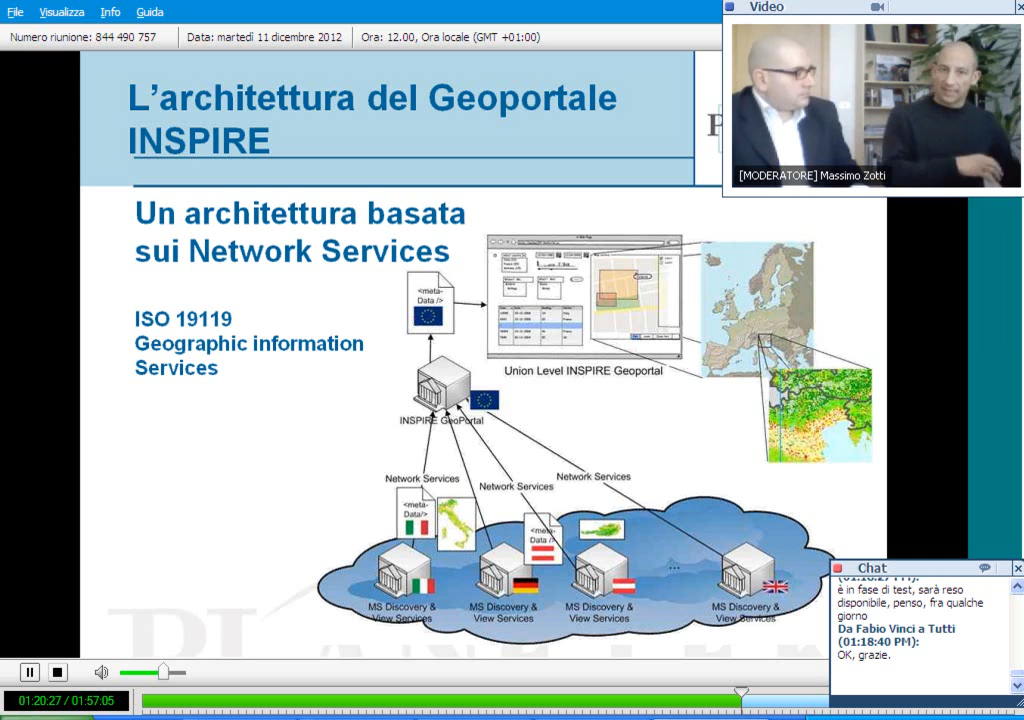 File Visualizza Info Guida
Video
Numero riunione: 844 490 757 Data: martedì 11 dicembre 2012 Ora: 12.00, Ora locale (GMT +01:00)
L'architettura del Geoportale
INSPIRE
P
[MODERATORE] Massimo Zotti
Un architettura basata
sui Network Services
<meta-
Data />
ISO 19119
Geographic information
Services
Union Level INSPIRE Geoportal
INSPIRE GeoPortal
Network Services
Network Services
Network Services
<meta-
Data/>
<meta-
Data />
...
MS Discovery &
View Services
MS Discovery &
View Services
MS Discovery &
View Services
MS Discovery &
View Services
Chat
(01:18:27 PM):
è in fase di test, sarà reso
disponibile, penso, fra qualche
giorno
Da Fabio Vinci a Tutti
(01:18:40 PM):
OK, grazie.
01:20:27 / 01:57:05